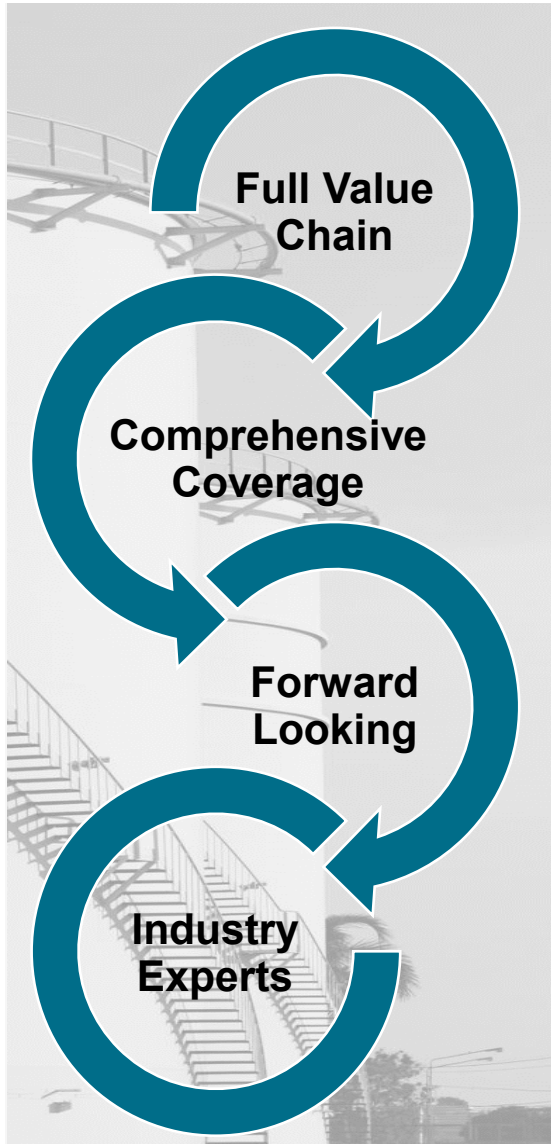 Full Value
Chain
Comprehensive
Coverage
Forward
Looking
Industry
Experts